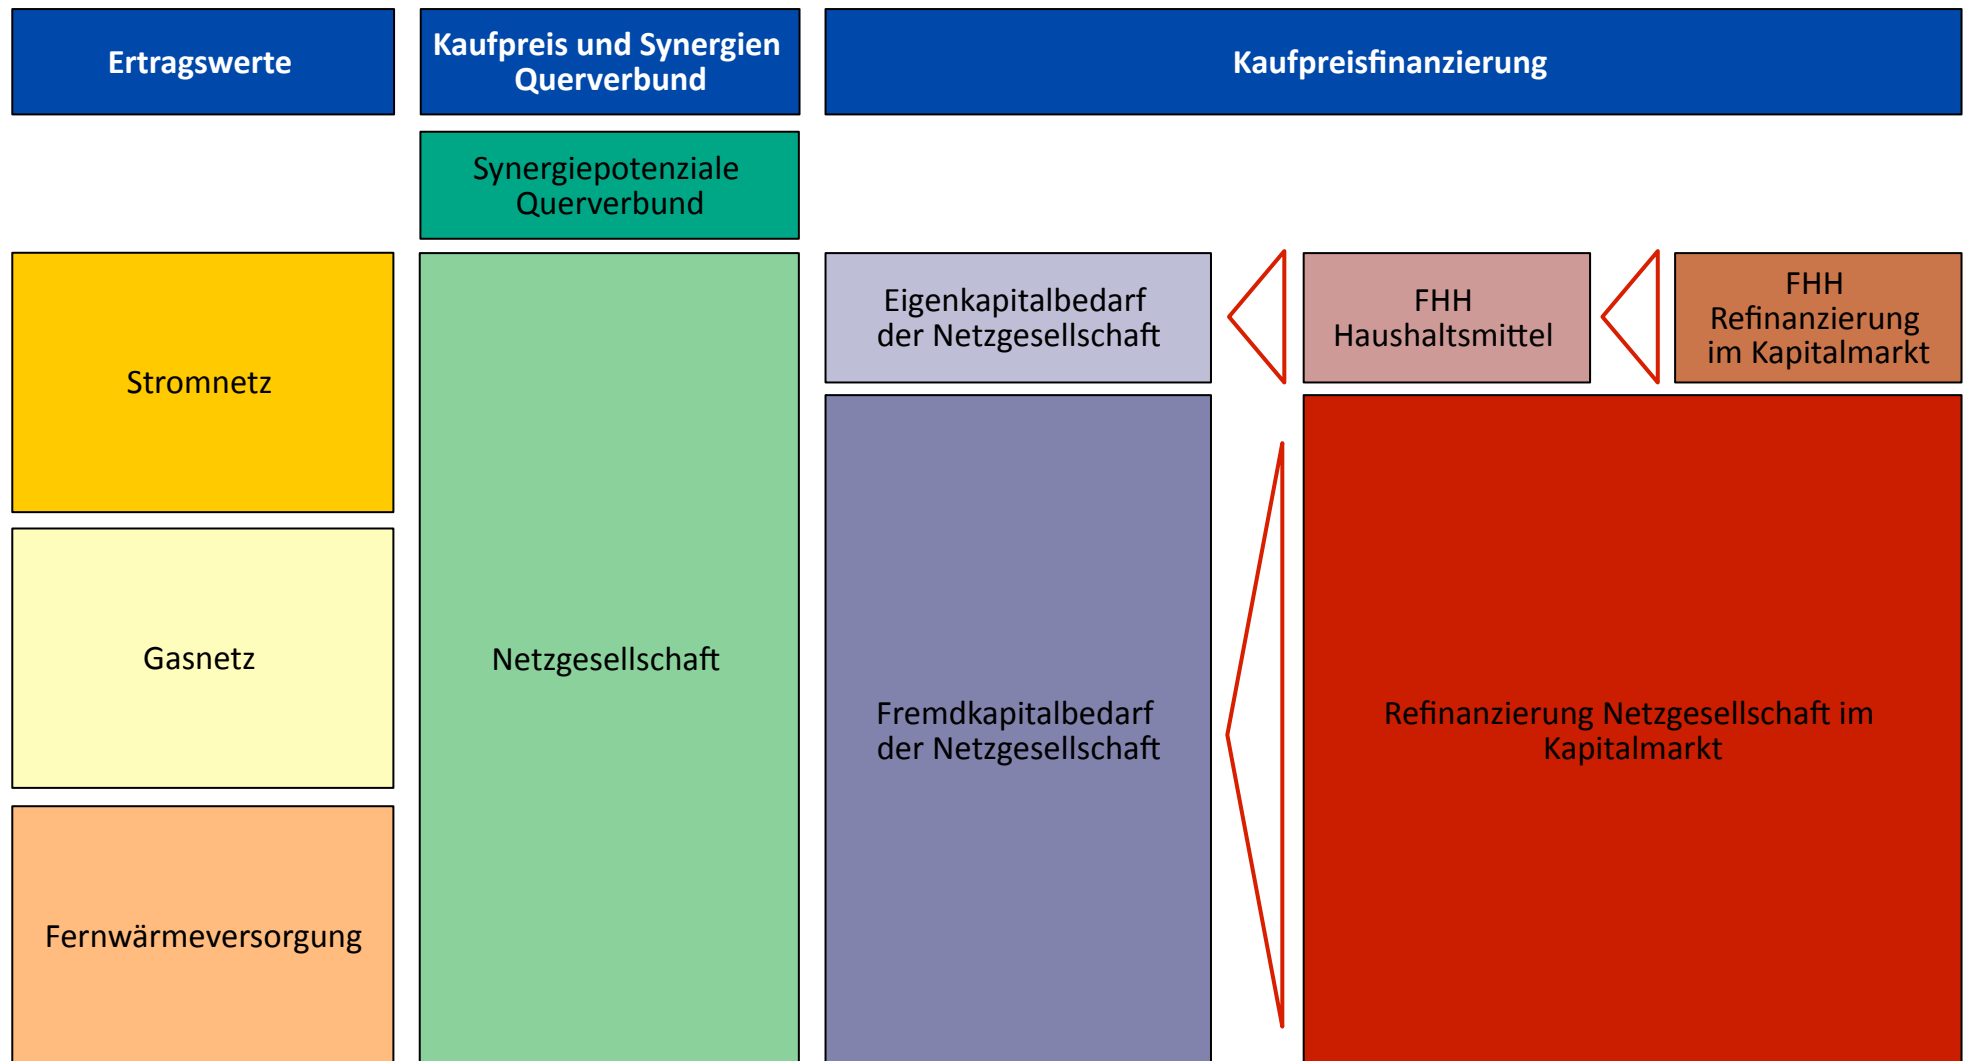 Ertragswerte
Kaufpreis und Synergien
Querverbund
Kaufpreisfinanzierung
Synergiepotenziale
Querverbund
Stromnetz
Gasnetz
Fernwärmeversorgung
Netzgesellschaft
Eigenkapitalbedarf
der Netzgesellschaft
FHH
Haushaltsmittel
FHH
Refinanzierung
im Kapitalmarkt
Fremdkapitalbedarf
der Netzgesellschaft
Refinanzierung Netzgesellschaft im
Kapitalmarkt